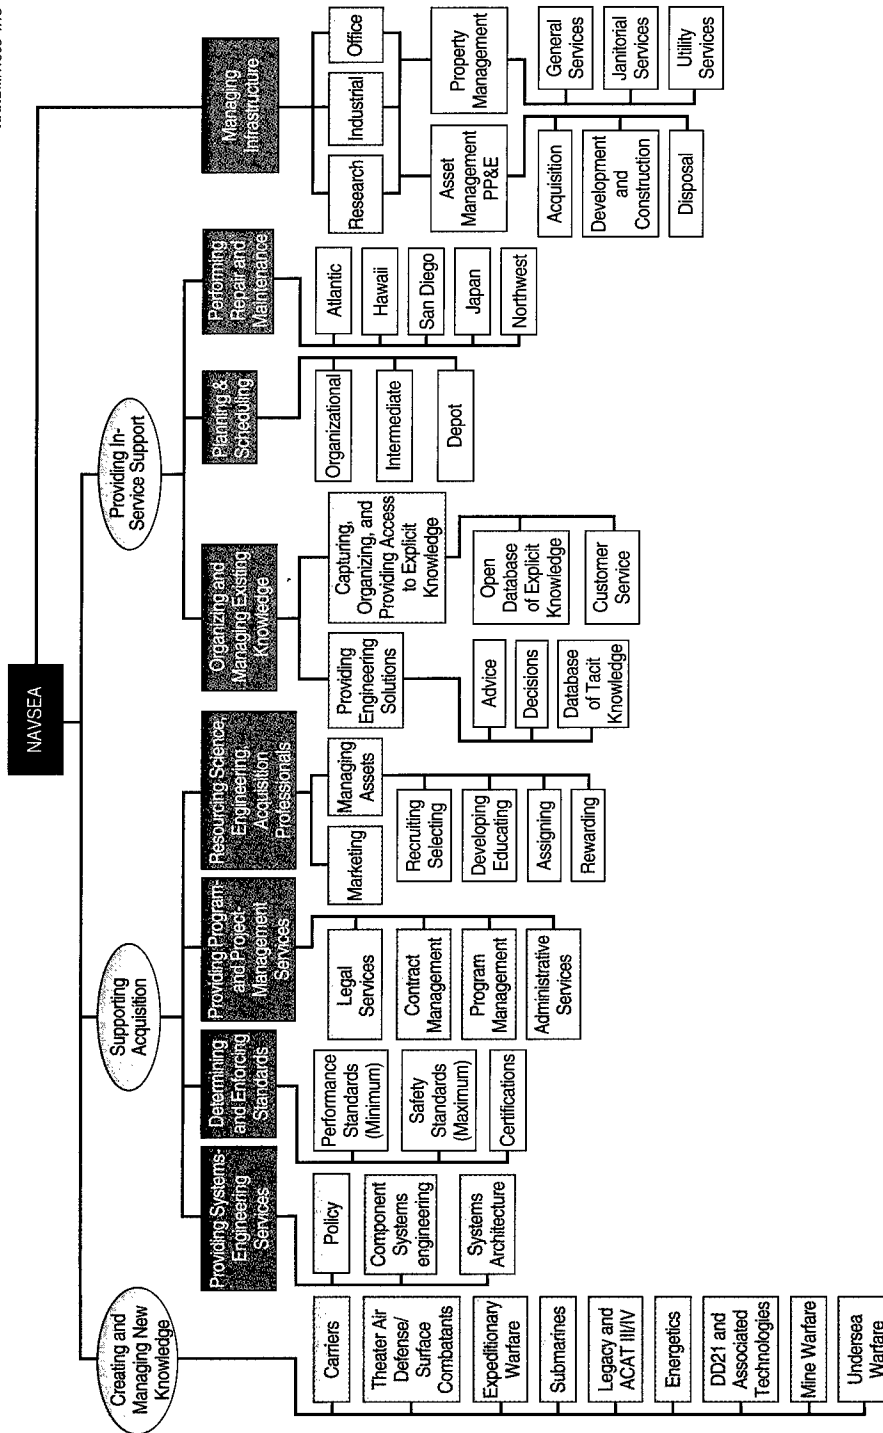 NAVSEA
Creating and
Managing New
Knowledge
Supporting
Acquisition
Providing In-
Service Support
Providing Systems-
Engineering
Services
Determining
and Enforcing
Standards
Providing Program-
and Project-
Management
Services
Resourcing Science,
Engineering,
Acquisition
Professionals
Organizing and
Managing Existing
Knowledge
Planning &
Scheduling
Performing
Repair and
Maintenance
Managing
Infrastructure
Carriers
Theater Air
Defense/
Surface
Combatants
Expeditionary
Warfare
Submarines
Legacy and
ACAT III/IV
Energetics
DD21 and
Associated
Technologies
Mine Warfare
Undersea
Warfare
Policy
Component
Systems
engineering
Systems
Architecture
Performance
Standards
(Minimum)
Safety
Standards
(Maximum)
Certifications
Legal
Services
Contract
Management
Program
Management
Administrative
Services
Marketing
Managing
Assets
Recruiting
Selecting
Developing
Educating
Assigning
Rewarding
Providing
Engineering
Solutions
Advice
Decisions
Database
of Tacit
Knowledge
Capturing,
Organizing, and
Providing Access
to Explicit
Knowledge
Open
Database
of Explicit
Knowledge
Customer
Service
Organizational
Intermediate
Depot
Atlantic
Hawaii
San Diego
Japan
Northwest
Research
Industrial
Office
Asset
Management
PP&E
Property
Management
Acquisition
Development
and
Construction
Disposal
General
Services
Janitorial
Services
Utility
Services